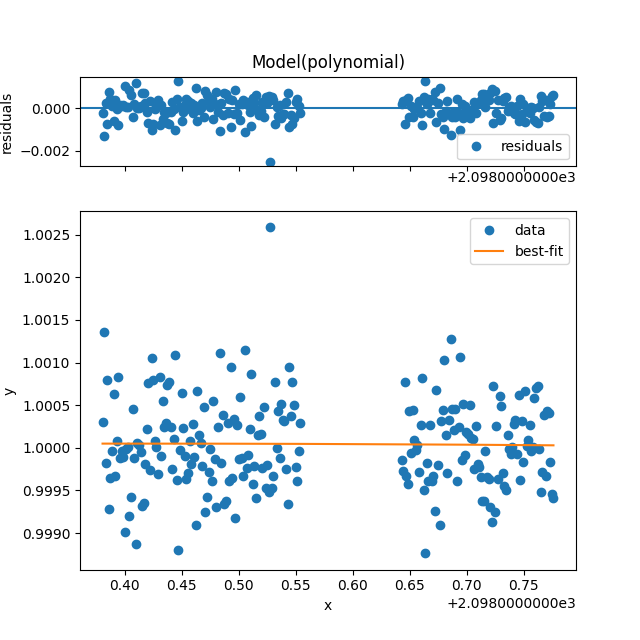 Model(polynomial)
residuals
0.000
−0.002
residuals
+2.0980000000e3
y
1.0025
1.0020
1.0015
1.0010
1.0005
1.0000
0.9995
0.9990
data
best-fit
0.40 0.45 0.50 0.55 0.60 0.65 0.70 0.75
x
+2.0980000000e3